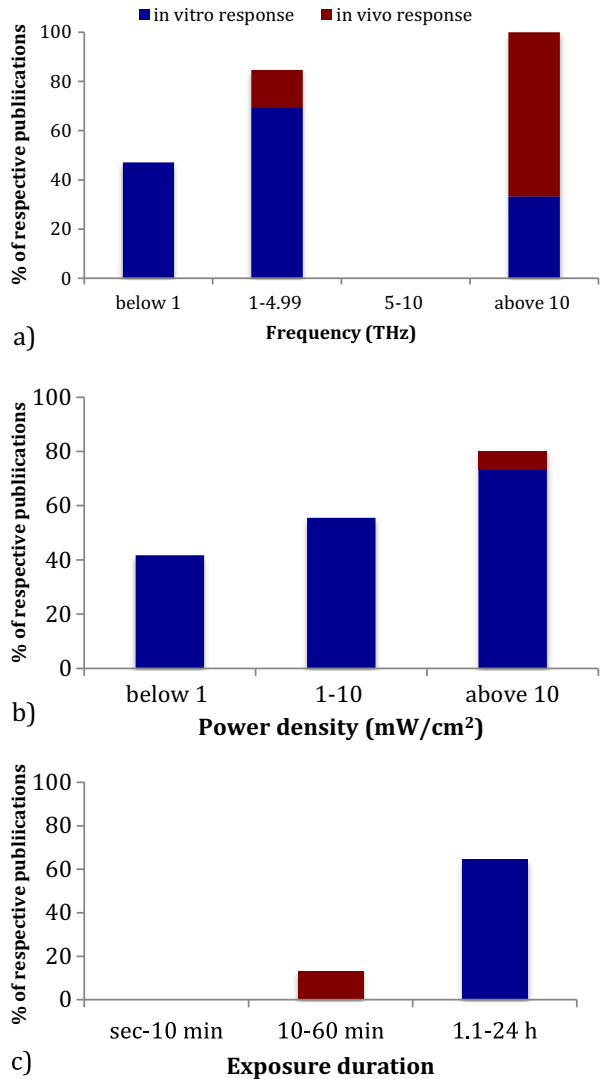 in vitro response in vivo response
% of respective publiications
100
80
60
40
20
0
below 1 1-4.99 5-10 above 10
Frequency (THz)
a)
% of respective publiications
100
80
60
40
20
0
below 1 1-10 above 10
Power density (mW/cm²)
b)
% of respective publiications
100
80
60
40
20
0
sec-10 min 10-60 min 1.1-24 h
Exposure duration
c)